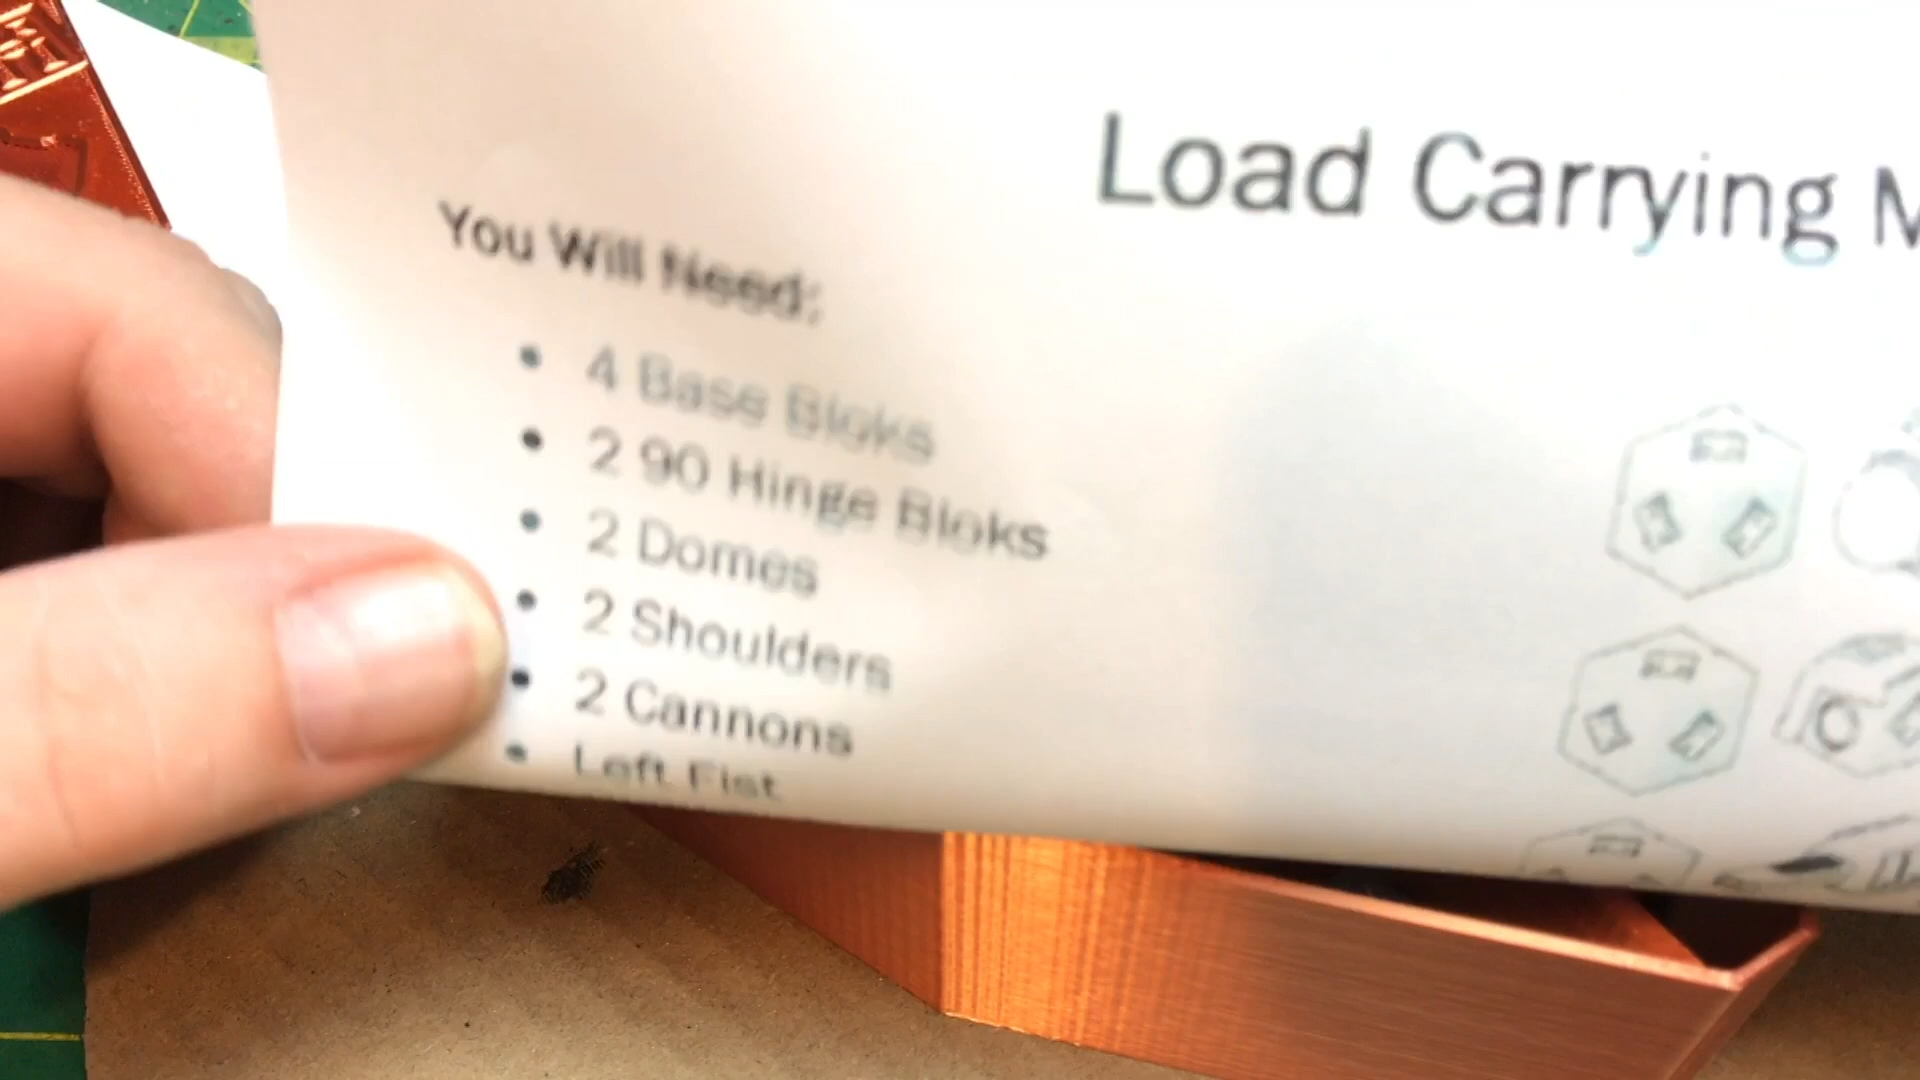 Load Carrying M
You Will Need:
4 Base Bloks
2 90 Hinge Bloks
2 Domes
2 Shoulders
2 Cannons
Left Fist